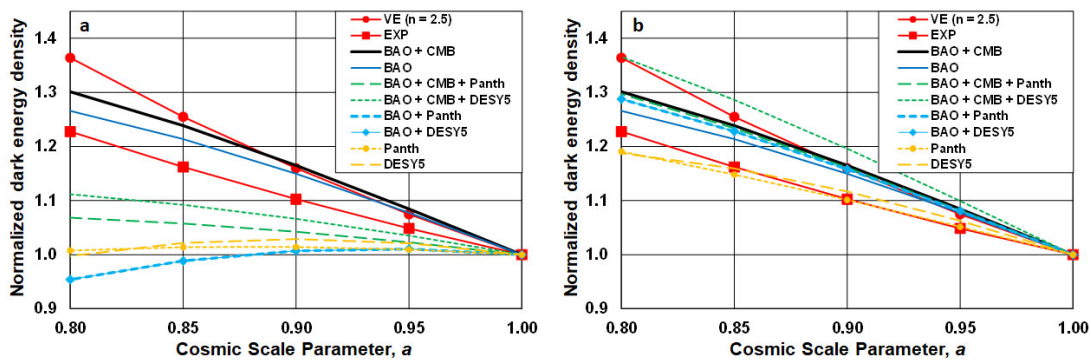 a
Normalized dark energy density
1.4
1.3
1.2
1.1
1.0
0.9
0.80 0.85 0.90 0.95 1.00
Cosmic Scale Parameter, a
VE (n = 2.5)
EXP
BAO + CMB
BAO
BAO + CMB + Panth
BAO + CMB + DESY5
BAO + Panth
BAO + DESY5
Panth
DESY5
b
Normalized dark energy density
1.4
1.3
1.2
1.1
1.0
0.9
0.80 0.85 0.90 0.95 1.00
Cosmic Scale Parameter, a
VE (n = 2.5)
EXP
BAO + CMB
BAO
BAO + CMB + Panth
BAO + CMB + DESY5
BAO + Panth
BAO + DESY5
Panth
DESY5